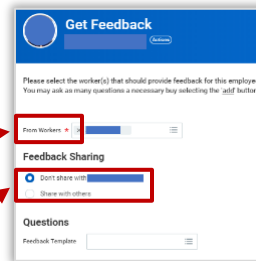 Get Feedback
Actions
Please select the worker(s) that should provide feedback for this employe
You may ask as many questions a necessary buy selecting the 'add' button
From Workers *
Feedback Sharing
Don't share with
Share with others
Questions
Feedback Template